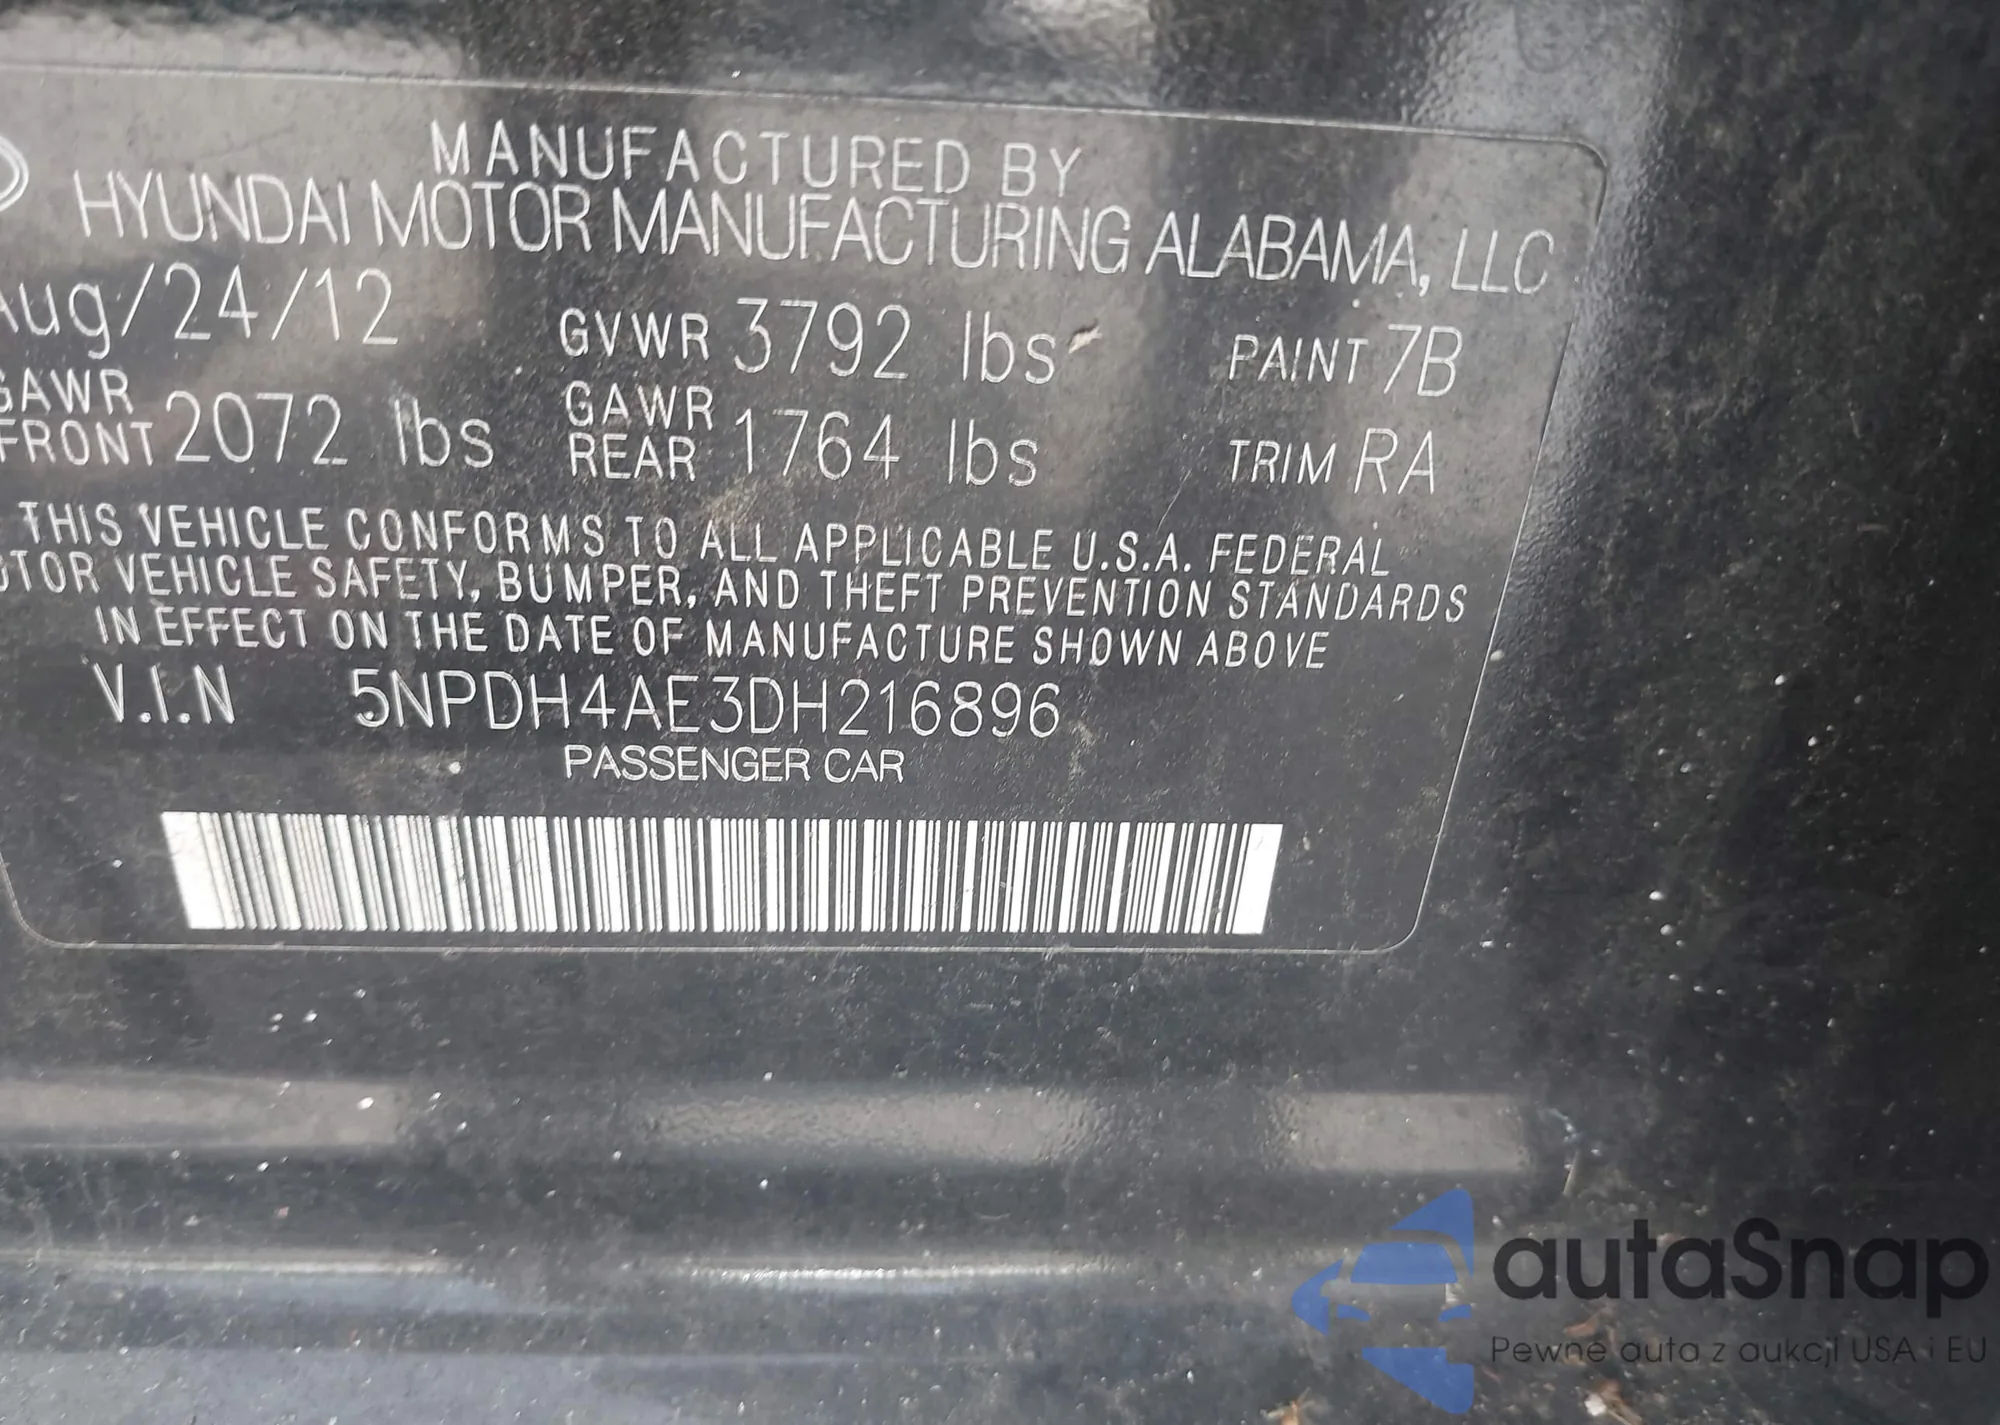 MANUFACTURED BY
HYUNDAI MOTOR MANUFACTURING ALABAMA, LLC
Aug/24/12 GVWR 3792 lbs PAINT 7B
GAWR FRONT 2072 lbs GAWR REAR 1764 lbs TRIM RA
THIS VEHICLE CONFORMS TO ALL APPLICABLE U.S.A. FEDERAL
OTOR VEHICLE SAFETY, BUMPER, AND THEFT PREVENTION STANDARDS
IN EFFECT ON THE DATE OF MANUFACTURE SHOWN ABOVE
V.I.N 5NPDH4AE3DH216896
PASSENGER CAR
autaSnap
Pewne auta z aukcji USA i EU